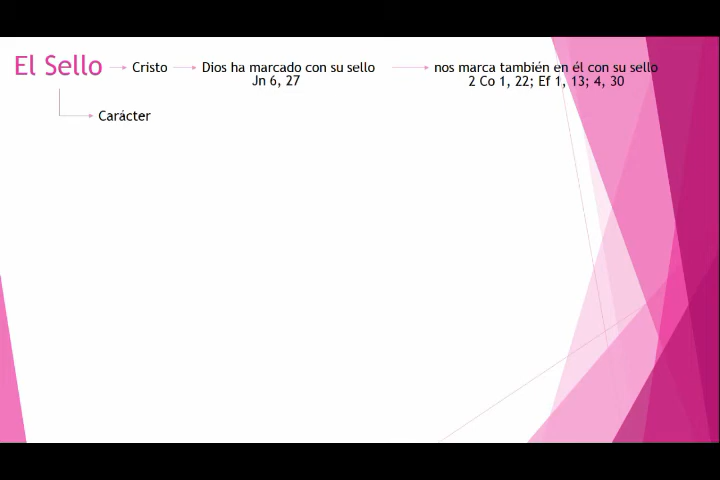 El Sello Cristo Dios ha marcado con su sello nos marca también en él con su sello
Jn 6, 27 2 Co 1, 22; Ef 1, 13; 4, 30
Carácter